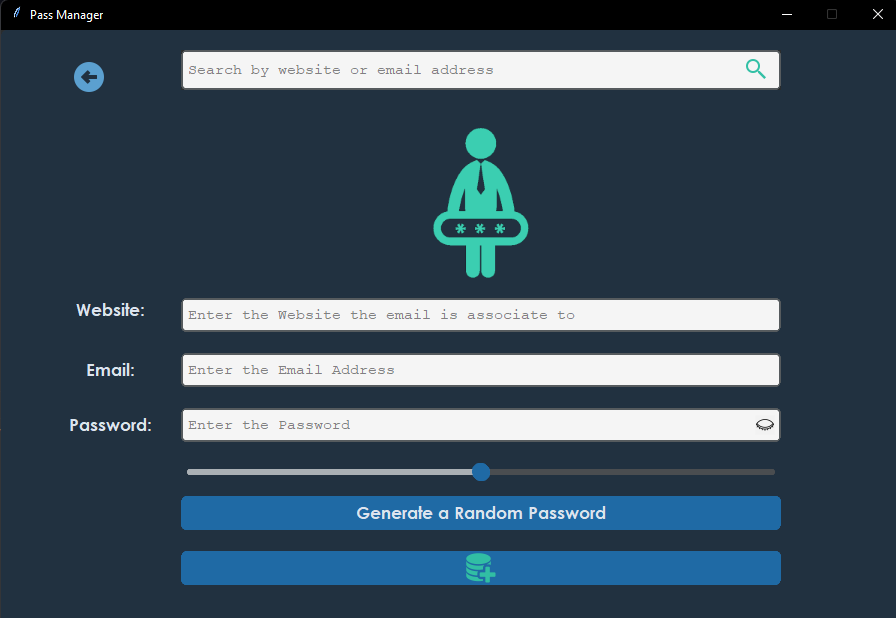 Pass Manager
Search by website or email address
* * *
Website:
Enter the Website the email is associate to
Email:
Enter the Email Address
Password:
Enter the Password
Generate a Random Password